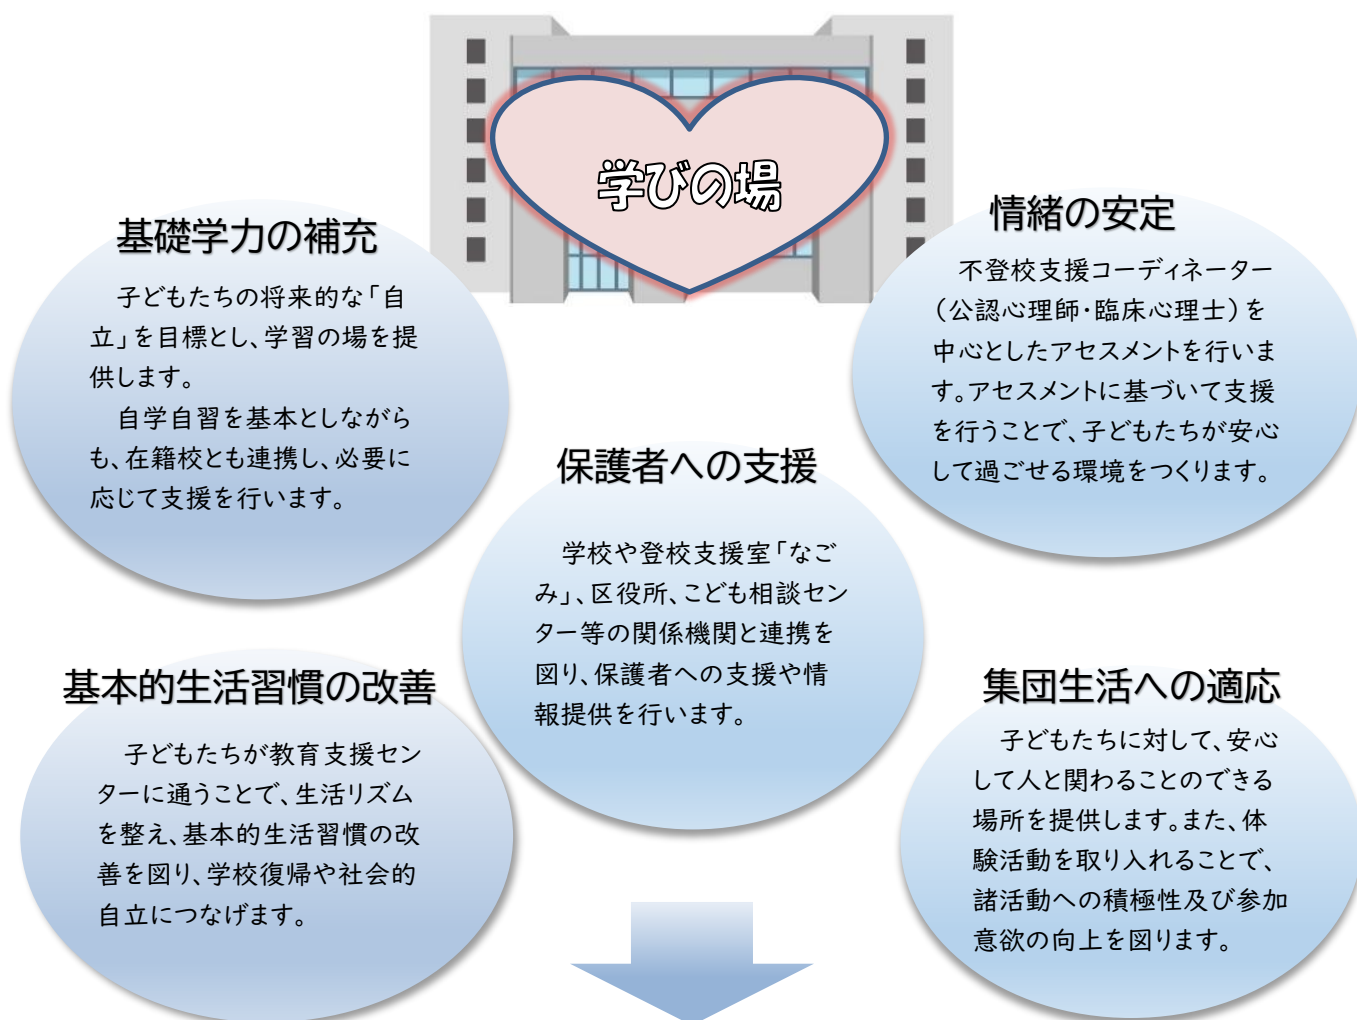 学びの場
基礎学力の補充
子どもたちの将来的な「自
立」を目標とし、学習の場を提
供します。
自学自習を基本としながら
も、在籍校とも連携し、必要に
応じて支援を行います。
情緒の安定
不登校支援コーディネーター
(公認心理師・臨床心理士)を
中心としたアセスメントを行いま
す。アセスメントに基づいて支援
を行うことで、子どもたちが安心
して過ごせる環境をつくります。
保護者への支援
学校や登校支援室「なご
み」、区役所、こども相談セン
ター等の関係機関と連携を
図り、保護者への支援や情
報提供を行います。
基本的生活習慣の改善
子どもたちが教育支援セン
ターに通うことで、生活リズム
を整え、基本的生活習慣の改
善を図り、学校復帰や社会的
自立につなげます。
集団生活への適応
子どもたちに対して、安心
して人と関わることのできる
場所を提供します。また、体
験活動を取り入れることで、
諸活動への積極性及び参加
意欲の向上を図ります。